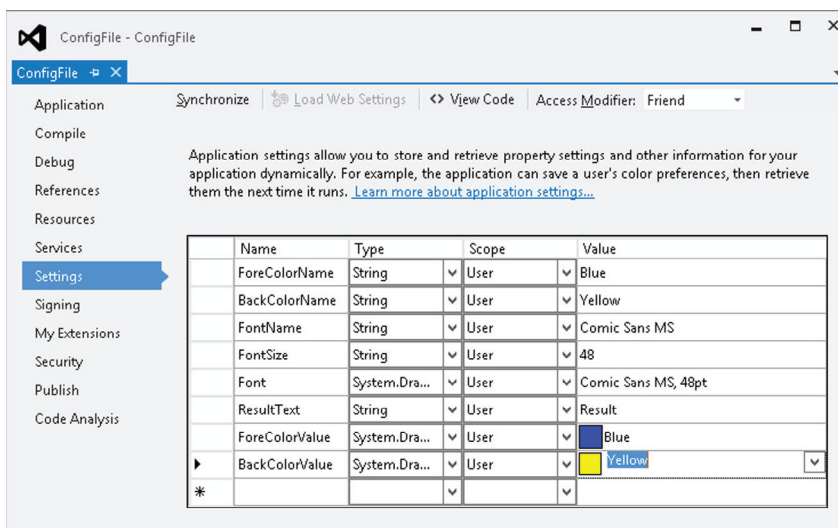 ConfigFile - ConfigFile
ConfigFile
Application
Compile
Debug
References
Resources
Services
Settings
Signing
My Extensions
Security
Publish
Code Analysis
Synchronize Load Web Settings <> View Code Access Modifier: Friend
Application settings allow you to store and retrieve property settings and other information for your
application dynamically. For example, the application can save a user's color preferences, then retrieve
them the next time it runs. Learn more about application settings...
Name Type Scope Value
ForeColorName String User Blue
BackColorName String User Yellow
FontName String User Comic Sans MS
FontSize String User 48
Font System.Dra... User Comic Sans MS, 48pt
ResultText String User Result
ForeColorValue System.Dra... User Blue
BackColorValue System.Dra... User Yellow